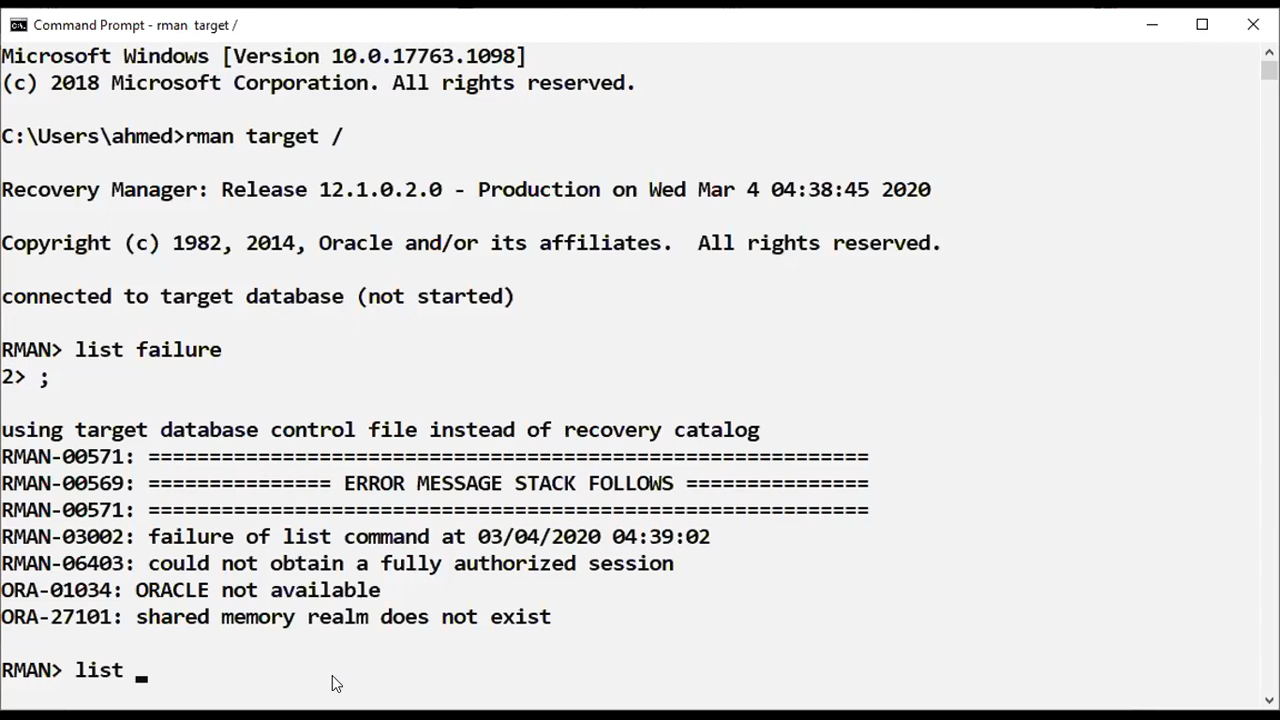 Command Prompt - rman  target /
Microsoft Windows [Version 10.0.17763.1098]
(c) 2018 Microsoft Corporation. All rights reserved.
C:\Users\ahmed>rman target /
Recovery Manager: Release 12.1.0.2.0 - Production on Wed Mar 4 04:38:45 2020
Copyright (c) 1982, 2014, Oracle and/or its affiliates.  All rights reserved.
connected to target database (not started)
RMAN> list failure
2> ;
using target database control file instead of recovery catalog
RMAN-00571: ===========================================================
RMAN-00569: =============== ERROR MESSAGE STACK FOLLOWS ===============
RMAN-00571: ===========================================================
RMAN-03002: failure of list command at 03/04/2020 04:39:02
RMAN-06403: could not obtain a fully authorized session
ORA-01034: ORACLE not available
ORA-27101: shared memory realm does not exist
RMAN> list _